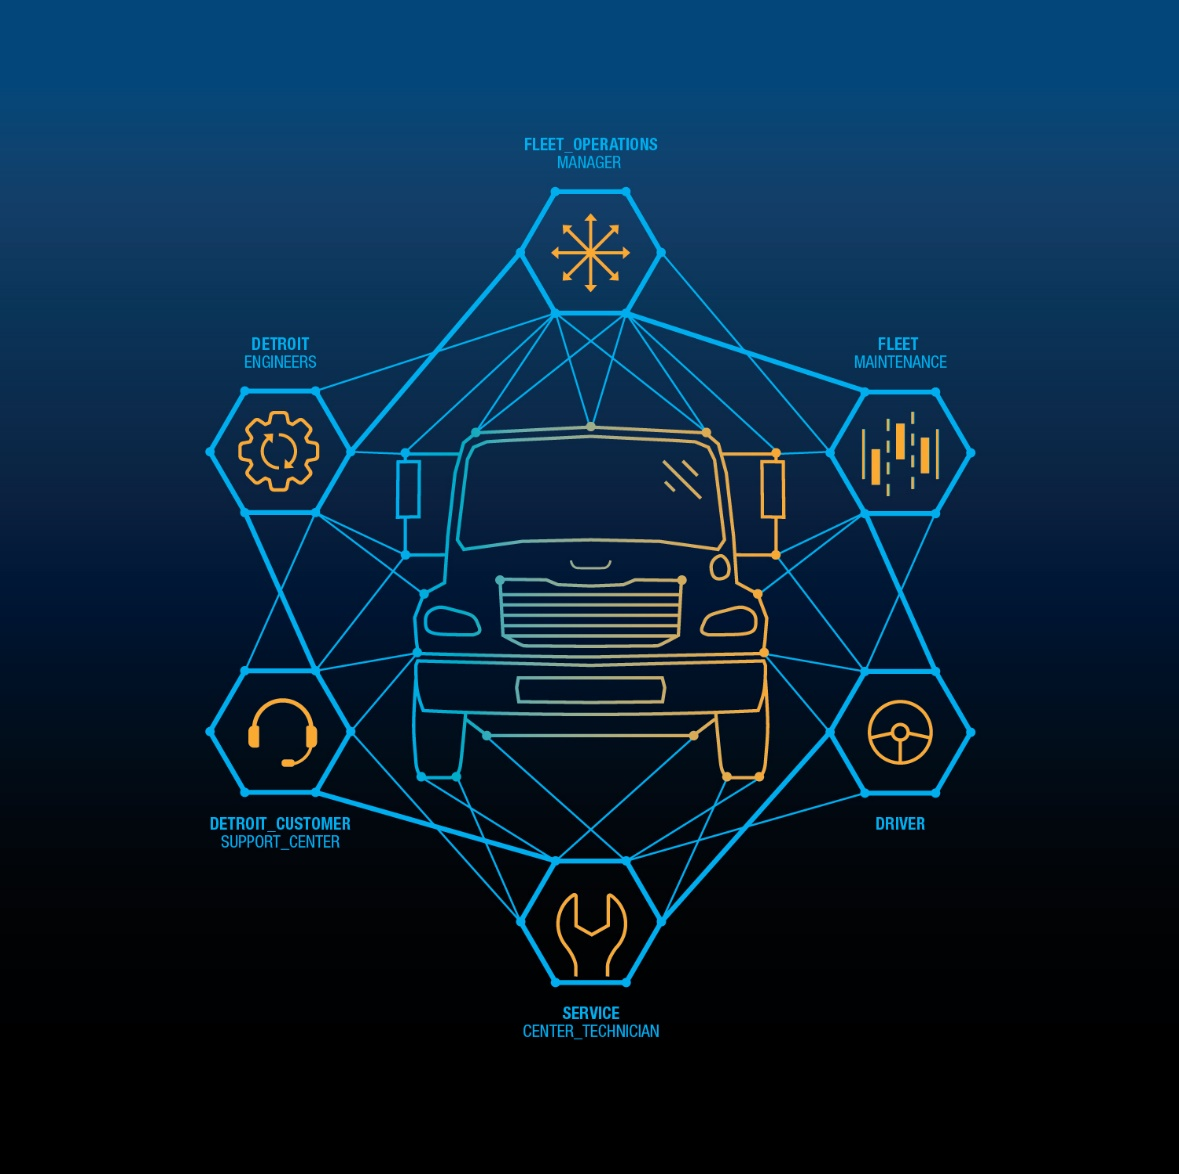 FLEET_OPERATIONS
MANAGER
DETROIT
ENGINEERS
FLEET
MAINTENANCE
DETROIT_CUSTOMER
SUPPORT_CENTER
DRIVER
SERVICE
CENTER_TECHNICIAN